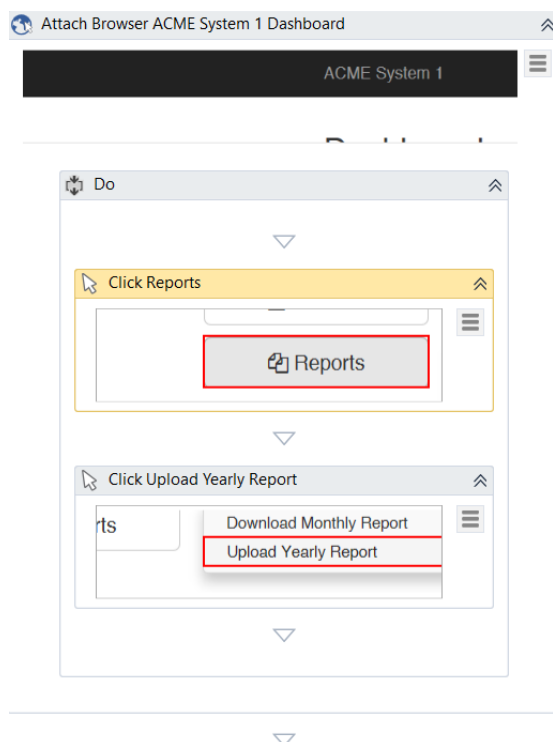 Attach Browser ACME System 1 Dashboard
ACME System 1
Do
Click Reports
Reports
Click Upload Yearly Report
rts
Download Monthly Report
Upload Yearly Report